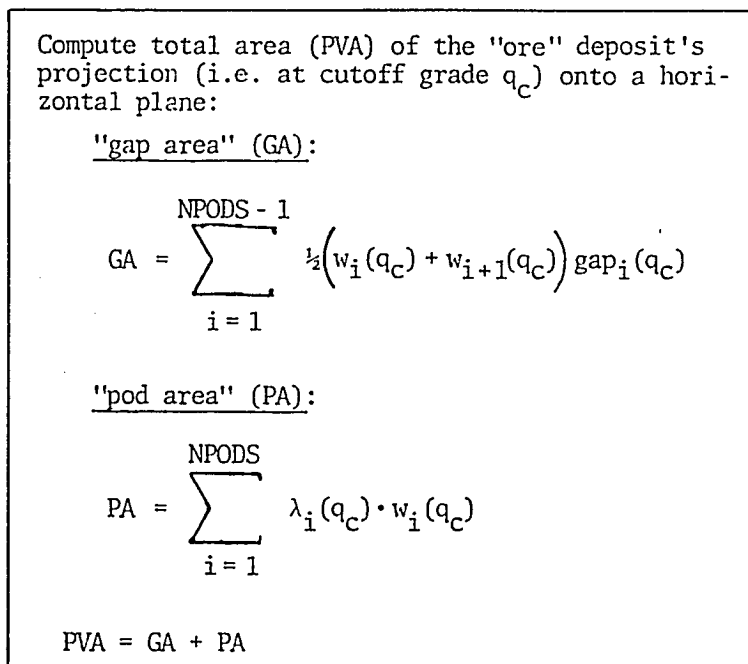 Compute total area (PVA) of the "ore" deposit's
projection (i.e. at cutoff grade q_c) onto a hori-
zontal plane:
"gap area" (GA):
NPODS - 1
GA = ∑ ½(w_i(q_c) + w_{i+1}(q_c)) gap_i(q_c)
i = 1
"pod area" (PA):
NPODS
PA = ∑ λ_i(q_c) · w_i(q_c)
i = 1
PVA = GA + PA